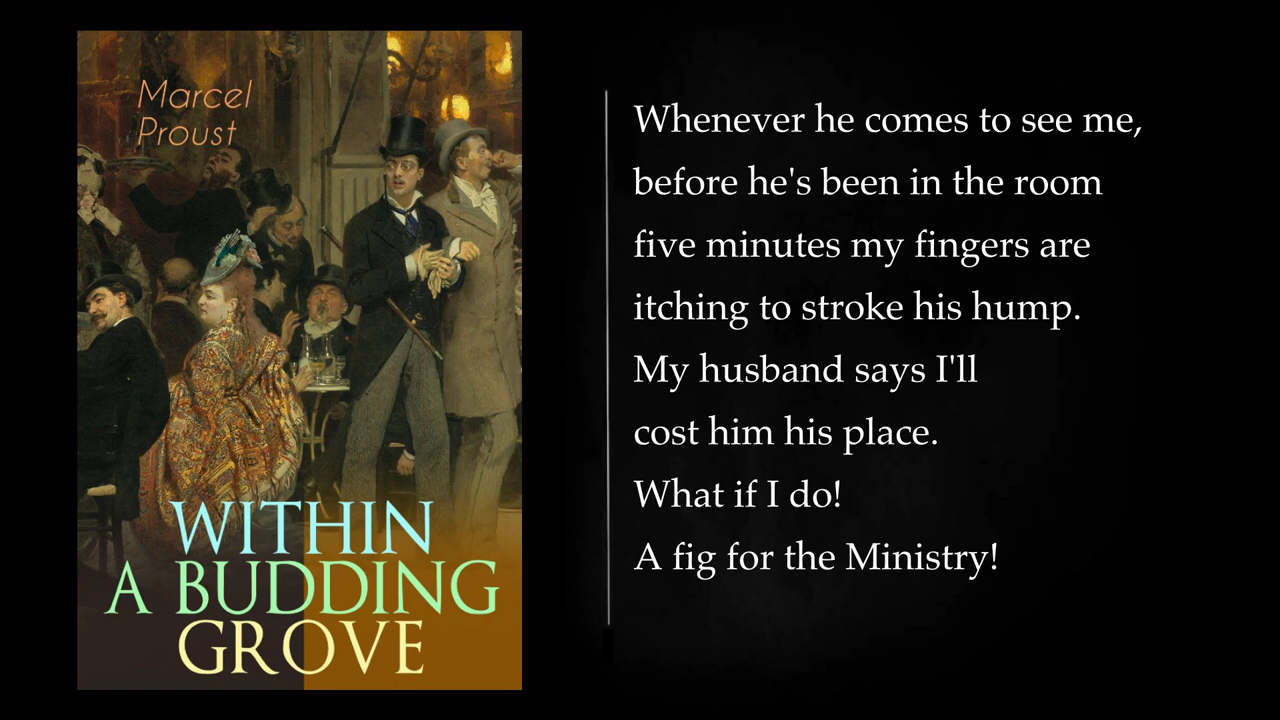 Marcel
Proust
WITHIN
A BUDDING
GROVE
Whenever he comes to see me,
before he's been in the room
five minutes my fingers are
itching to stroke his hump.
My husband says I'll
cost him his place.
What if I do!
A fig for the Ministry!